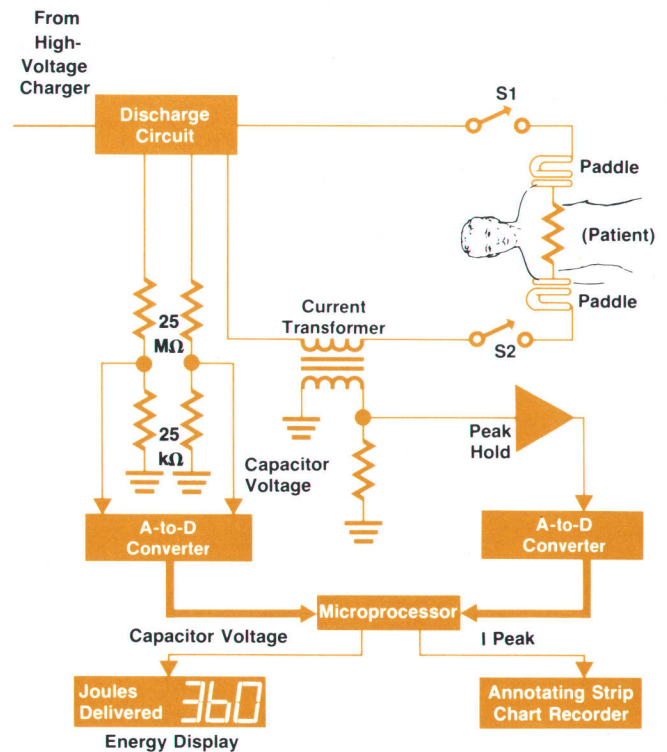 From
High-
Voltage
Charger
Discharge
Circuit
S1
Paddle
(Patient)
Paddle
S2
Current
Transformer
25
MΩ
25
kΩ
Capacitor
Voltage
Peak
Hold
A-to-D
Converter
A-to-D
Converter
Microprocessor
Capacitor Voltage
I Peak
Joules
Delivered
360
Energy Display
Annotating Strip
Chart Recorder